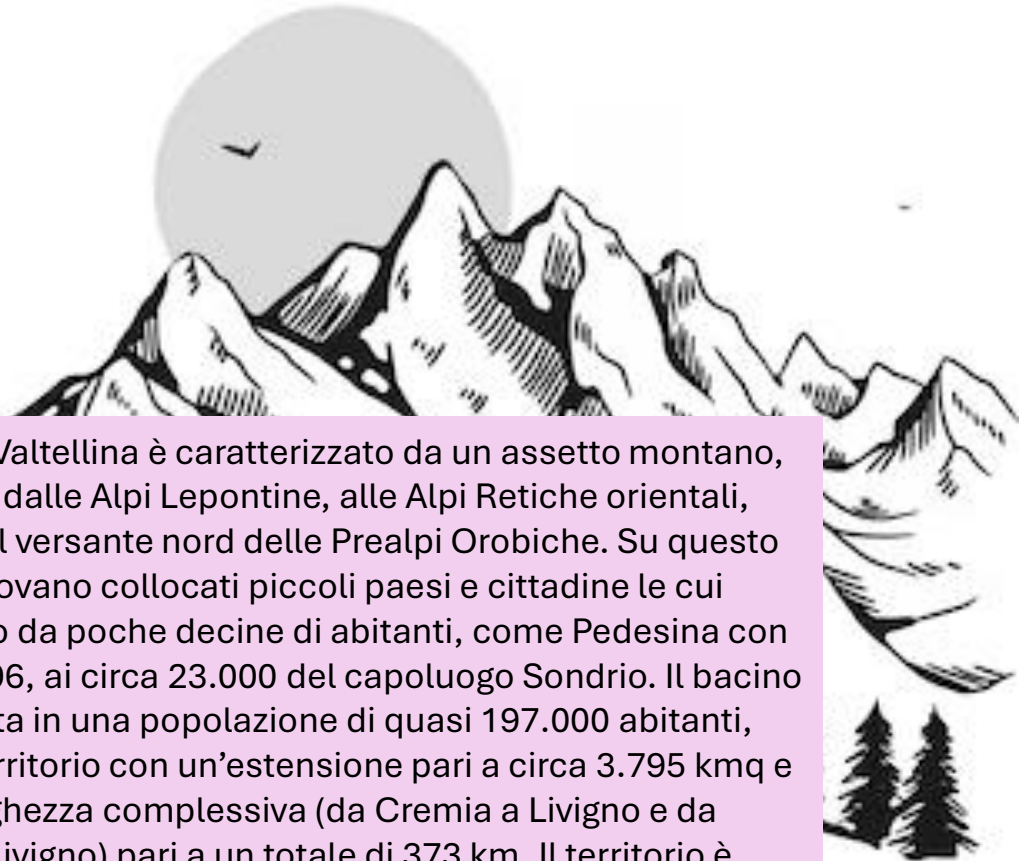 Valtellina è caratterizzato da un assetto montano,
dalle Alpi Lepontine, alle Alpi Retiche orientali,
versante nord delle Prealpi Orobiche. Su questo
collocati piccoli paesi e cittadine le cui
da poche decine di abitanti, come Pedesina con
ai circa 23.000 del capoluogo Sondrio. Il bacino
in una popolazione di quasi 197.000 abitanti,
con un’estensione pari a circa 3.795 kmq e
complessiva (da Cremia a Livigno e da
Livigno) pari a un totale di 373 km. Il territorio è